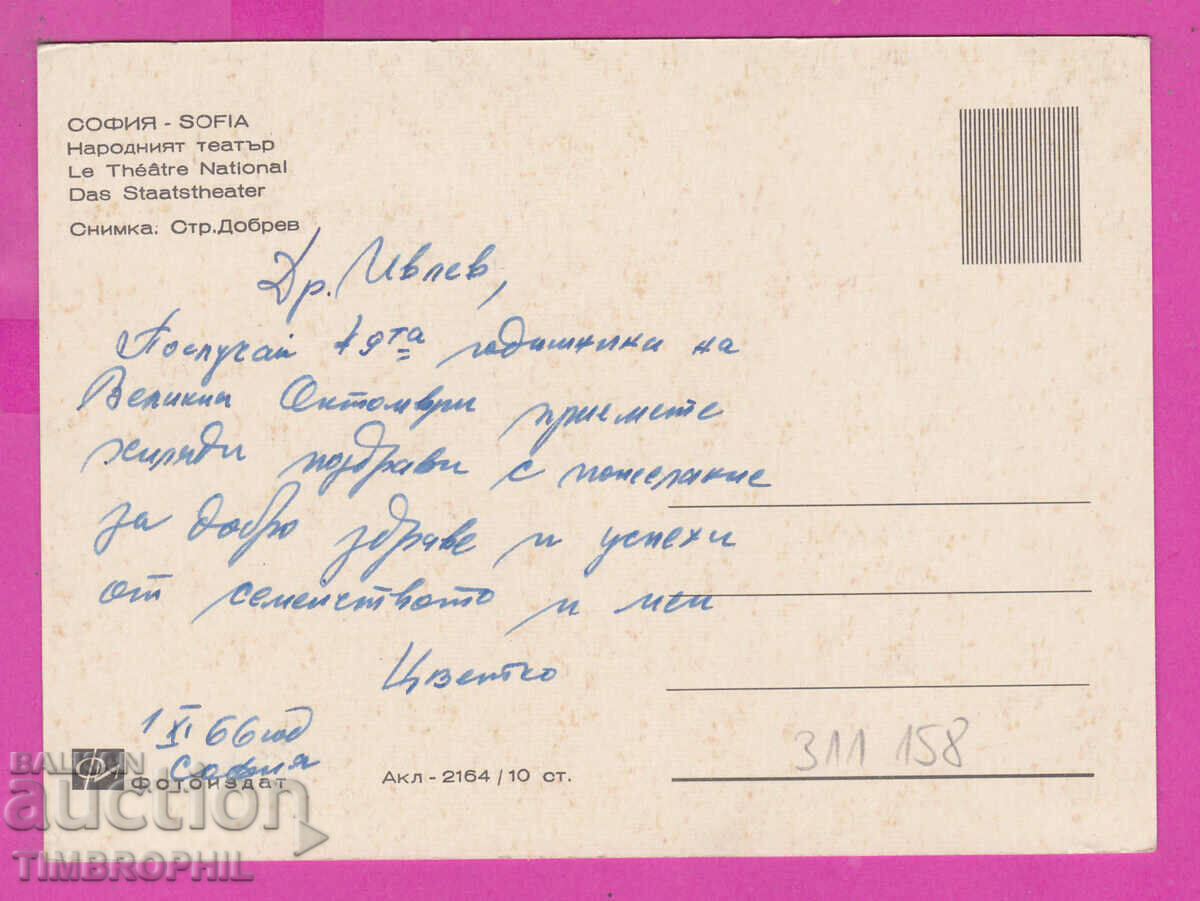 СОФИЯ - SOFIA
Народният театър
Le Théâtre National
Das Staatstheater
Снимка: Стр.Добрев
Др. Ивлев,
По случай 49та годишнина на
Великия Октомври приемете
хиляди поздрави с пожелание
за добро здраве и успехи
от семейството и мен
Цветко
1 XI 66 год
София
фотоиздат
Акл - 2164 / 10 ст.
311 158
BALKAN
auction
TIMBROPHIL